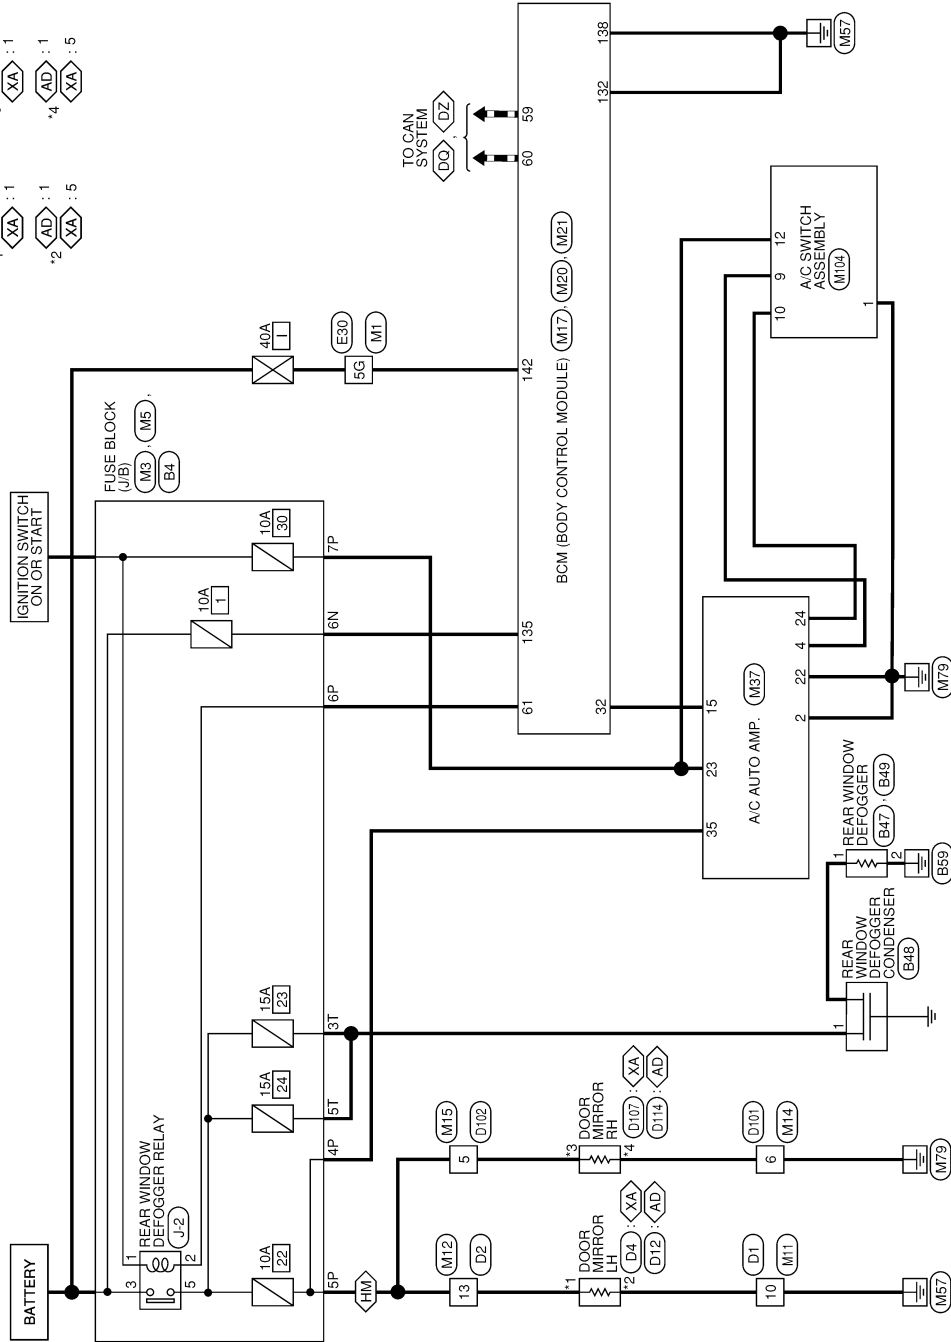 BATTERY
IGNITION SWITCH
ON OR START
FUSE BLOCK
(J/B)
M3 , M5 ,
B4
REAR WINDOW
DEFOGGER RELAY
J-2
1
2
3
5
10A
22
15A
24
15A
23
10A
1
10A
30
40A
I
5P
4P
5T
3T
6P
6N
7P
5G
E30
M1
HM
*2
AD : 1
XA : 5
XA : 1
*4
AD : 1
XA : 5
XA : 1
TO CAN
SYSTEM
DQ , DZ
60
59
61
135
142
BCM (BODY CONTROL MODULE) M17 , M20 , M21
32
132
138
M57
35
23
15
A/C AUTO AMP. M37
2
22
4
24
M79
10
9
12
A/C SWITCH
ASSEMBLY
M104
1
13
M12
D2
5
M15
D102
*1
*2
DOOR
MIRROR
LH
D4 : XA
D12 : AD
*3
*4
DOOR
MIRROR
RH
D107 : XA
D114 : AD
10
D1
M11
6
D101
M14
M57
M79
1
REAR
WINDOW
DEFOGGER
CONDENSER
B48
1
2
REAR WINDOW
DEFOGGER
B47 , B49
B59